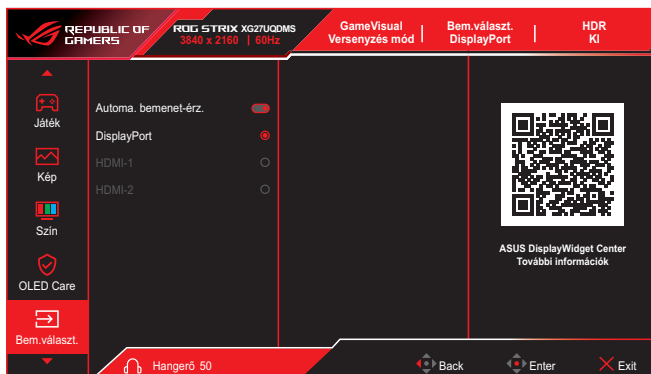 REPUBLIC OF
GAMERS
ROG STRIX XG27UQDMS
3840 x 2160 | 60Hz
GameVisual
Versenyzés mód
Bem.választ.
DisplayPort
HDR
KI
Játék
Kép
Szín
OLED Care
Bem.választ.
Automa. bemenet-érz.
DisplayPort
HDMI-1
HDMI-2
ASUS DisplayWidget Center
További információk
Hangerő 50
Back
Enter
Exit